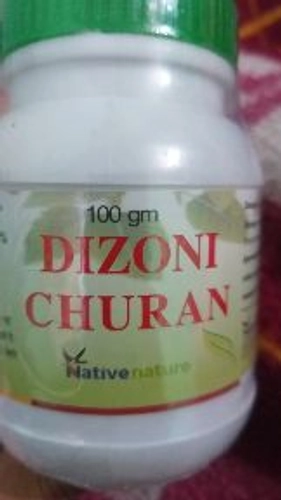 100 gm
DIZONI
CHURAN
Nativenature